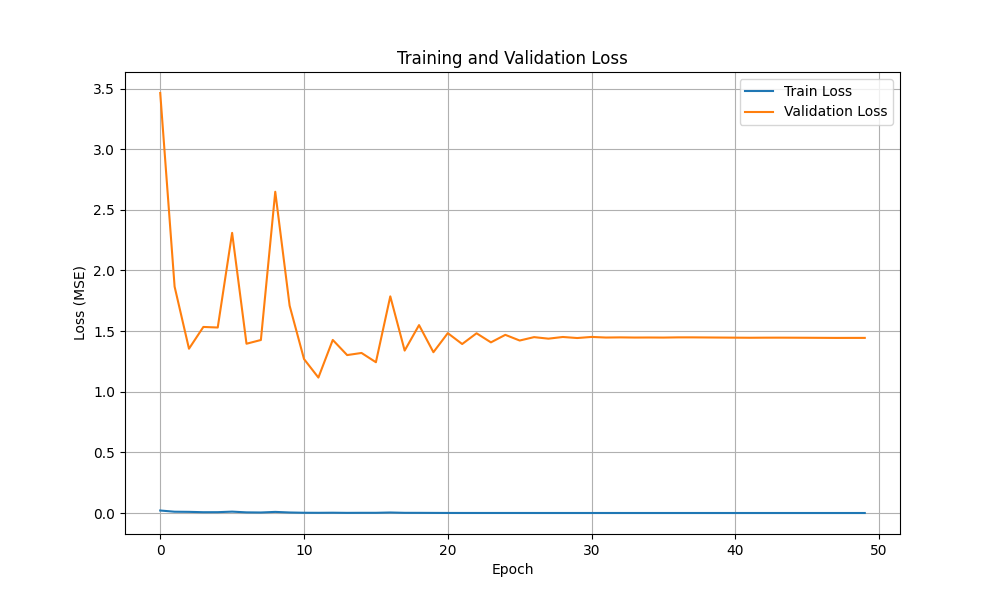 Training and Validation Loss
Train Loss
Validation Loss
3.5
3.0
2.5
2.0
1.5
1.0
0.5
0.0
Loss (MSE)
0 10 20 30 40 50
Epoch